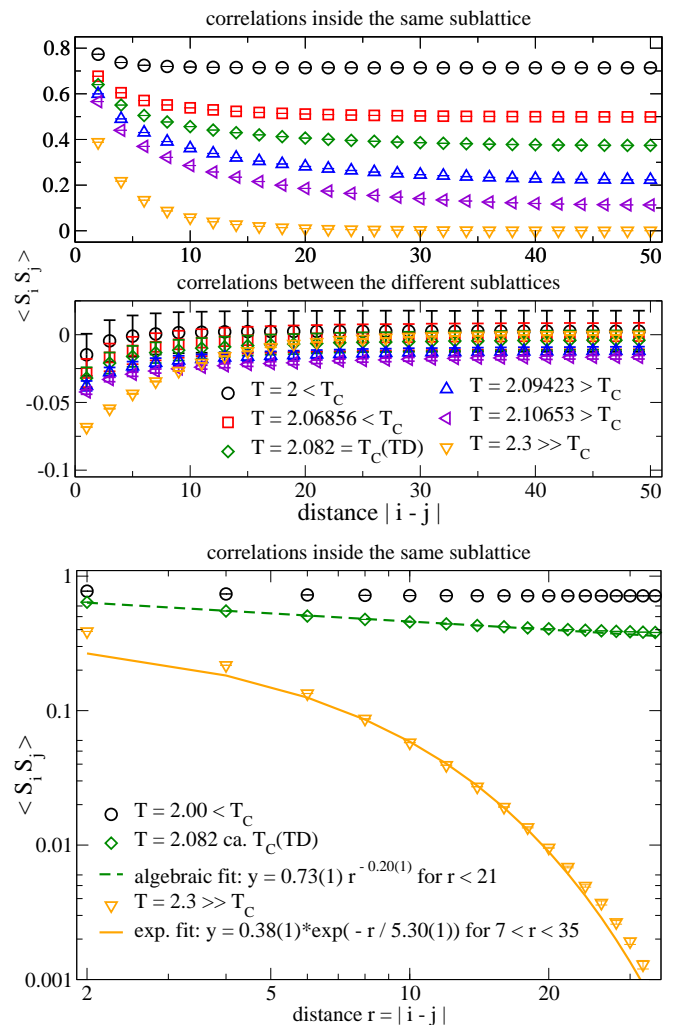 correlations inside the same sublattice
0.8
0.6
0.4
0.2
0
0 10 20 30 40 50
< S_i S_j >
correlations between the different sublattices
0
-0.05
-0.1
T = 2 < T_C
T = 2.06856 < T_C
T = 2.082 = T_C(TD)
T = 2.09423 > T_C
T = 2.10653 > T_C
T = 2.3 >> T_C
0 10 20 30 40 50
distance | i - j |
correlations inside the same sublattice
1
0.1
0.01
0.001
< S_i S_j >
T = 2.00 < T_C
T = 2.082 ca. T_C(TD)
algebraic fit: y = 0.73(1) r^{-0.20(1)} for r < 21
T = 2.3 >> T_C
exp. fit: y = 0.38(1)*exp( - r / 5.30(1)) for 7 < r < 35
2 5 10 20
distance r = | i - j |